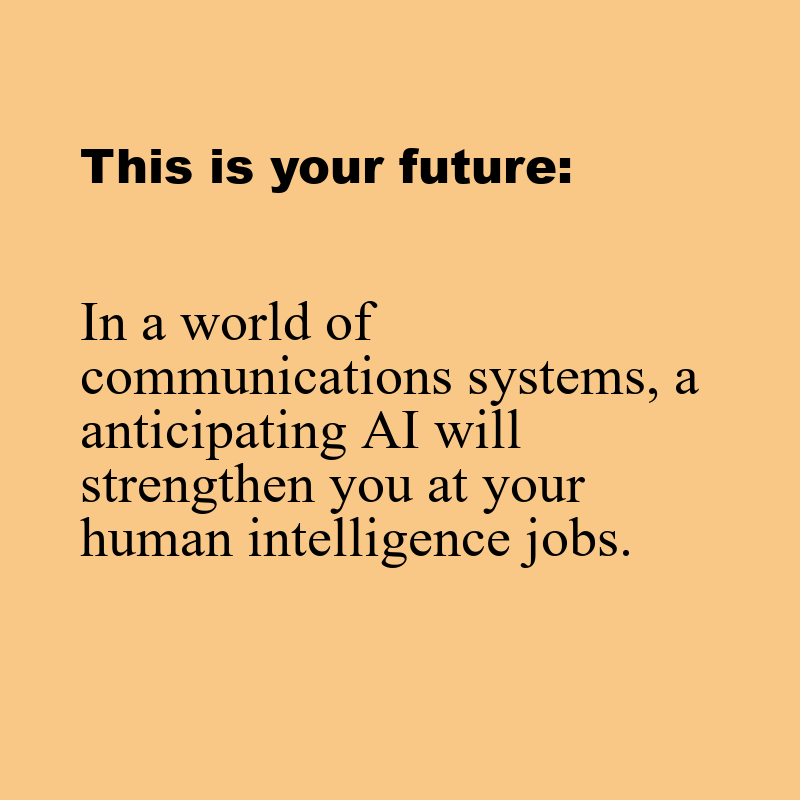 This is your future:
In a world of
communications systems, a
anticipating AI will
strengthen you at your
human intelligence jobs.